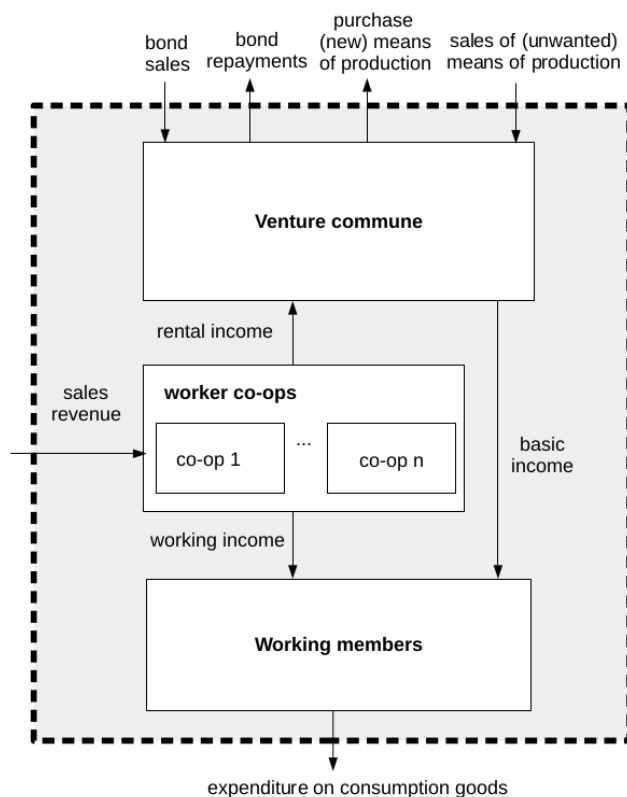 bond
sales
bond
repayments
purchase
(new) means
of production
sales of (unwanted)
means of production
Venture commune
rental income
worker co-ops
sales
revenue
co-op 1
...
co-op n
basic
income
working income
Working members
expenditure on consumption goods